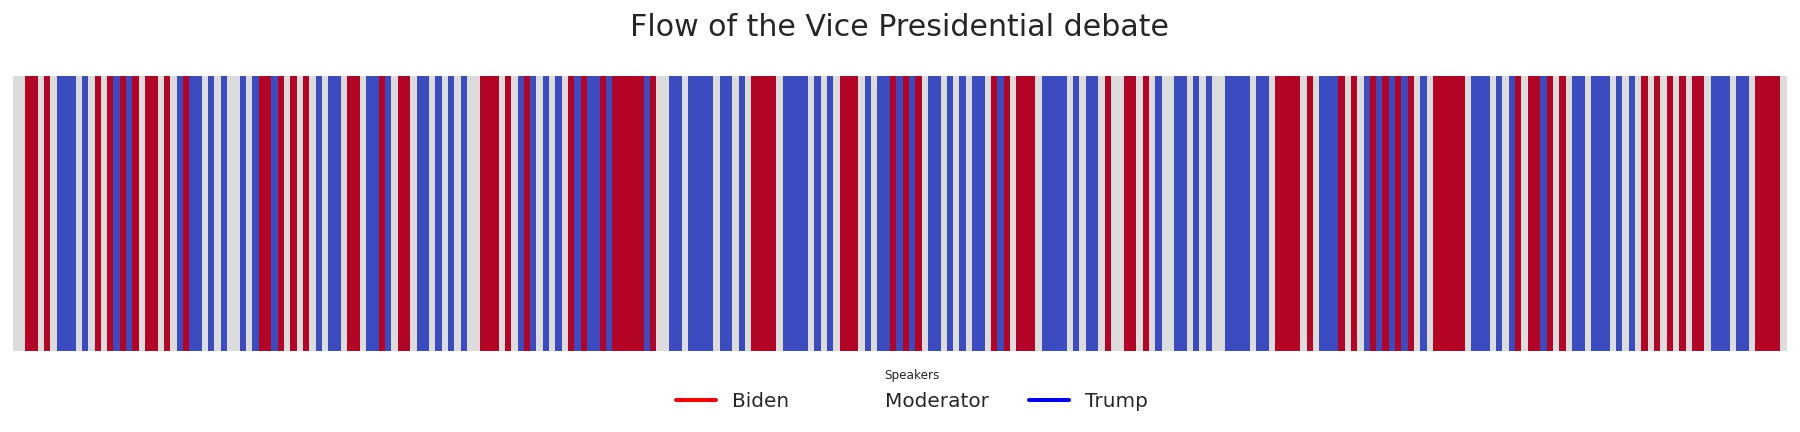 Flow of the Vice Presidential debate
Speakers
Biden Moderator Trump